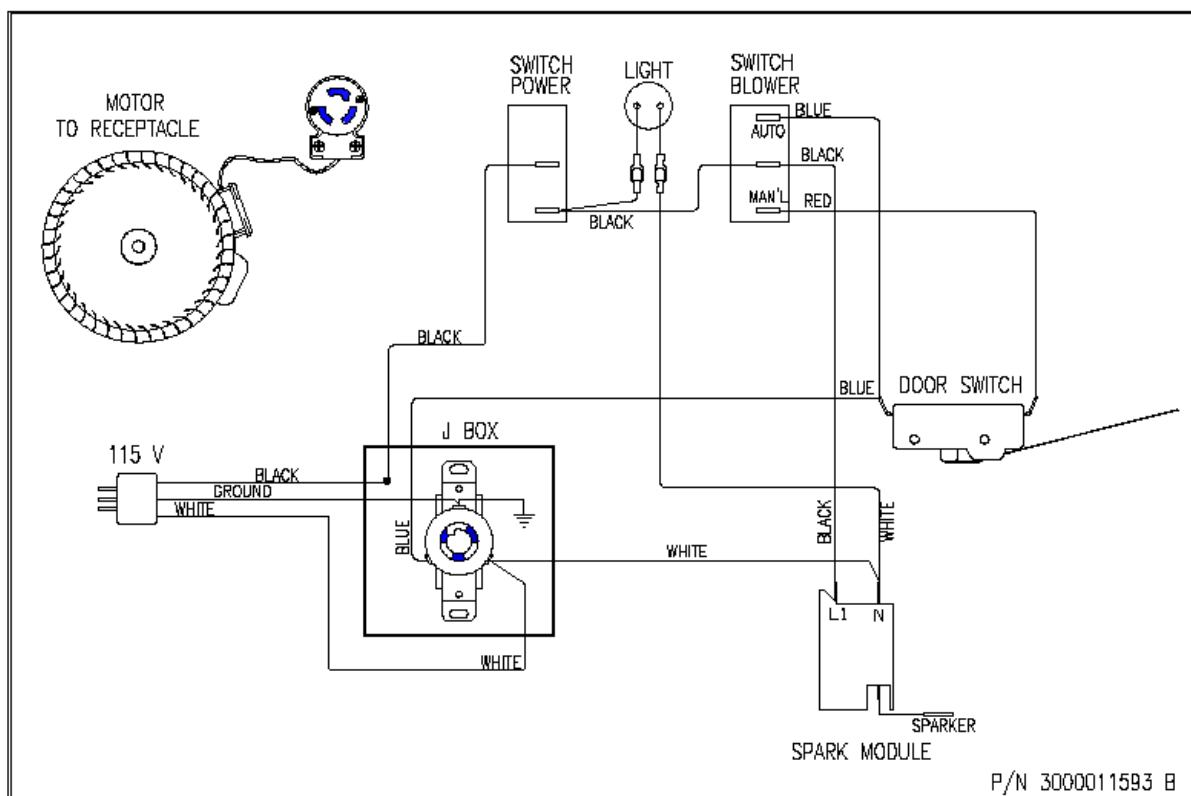 MOTOR
TO RECEPTACLE
SWITCH
POWER
LIGHT
SWITCH
BLOWER
BLUE
AUTO
BLACK
MAN'L
RED
BLACK
BLACK
BLUE
DOOR SWITCH
J BOX
115 V
BLACK
GROUND
WHITE
BLUE
BLACK
WHITE
WHITE
WHITE
L1
N
SPARKER
SPARK MODULE
P/N 3000011593 B